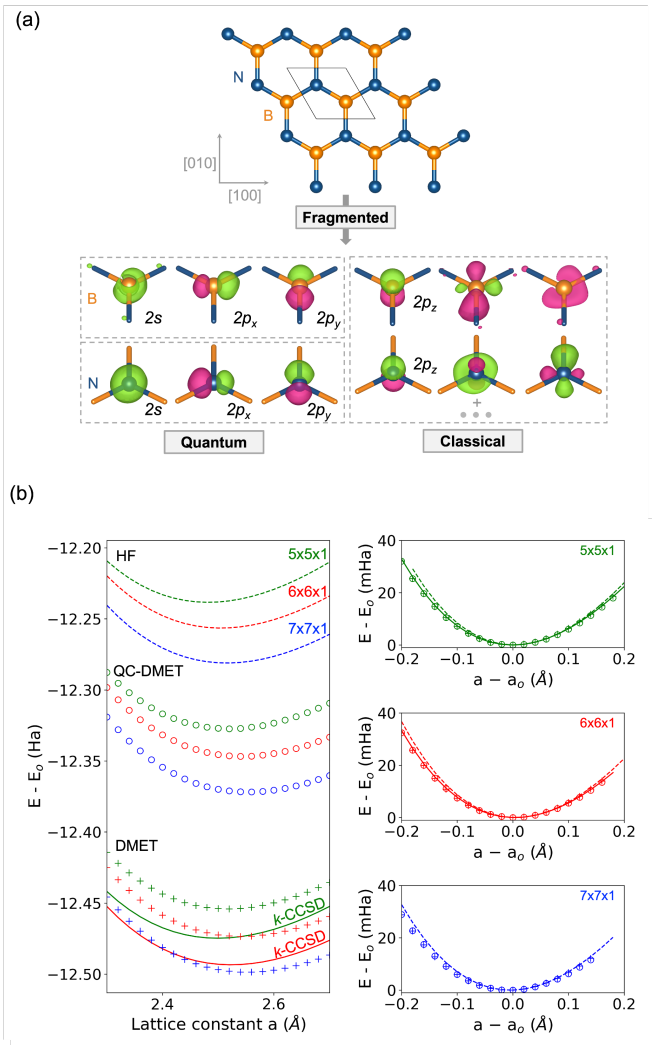 (a)
N
B
[010]
[100]
Fragmented
B
2s
2px
2py
2pz
N
2s
2px
2py
2pz
+
Quantum
Classical
(b)
−12.20
−12.25
−12.30
−12.35
−12.40
−12.45
−12.50
E - Eo (Ha)
HF
5x5x1
6x6x1
7x7x1
QC-DMET
DMET
k-CCSD
k-CCSD
2.4
2.6
Lattice constant a (Å)
40
20
0
E - Eo (mHa)
5x5x1
−0.2
−0.1
0.0
0.1
0.2
a − ao (Å)
40
20
0
E - Eo (mHa)
6x6x1
−0.2
−0.1
0.0
0.1
0.2
a − ao (Å)
40
20
0
E - Eo (mHa)
7x7x1
−0.2
−0.1
0.0
0.1
0.2
a − ao (Å)